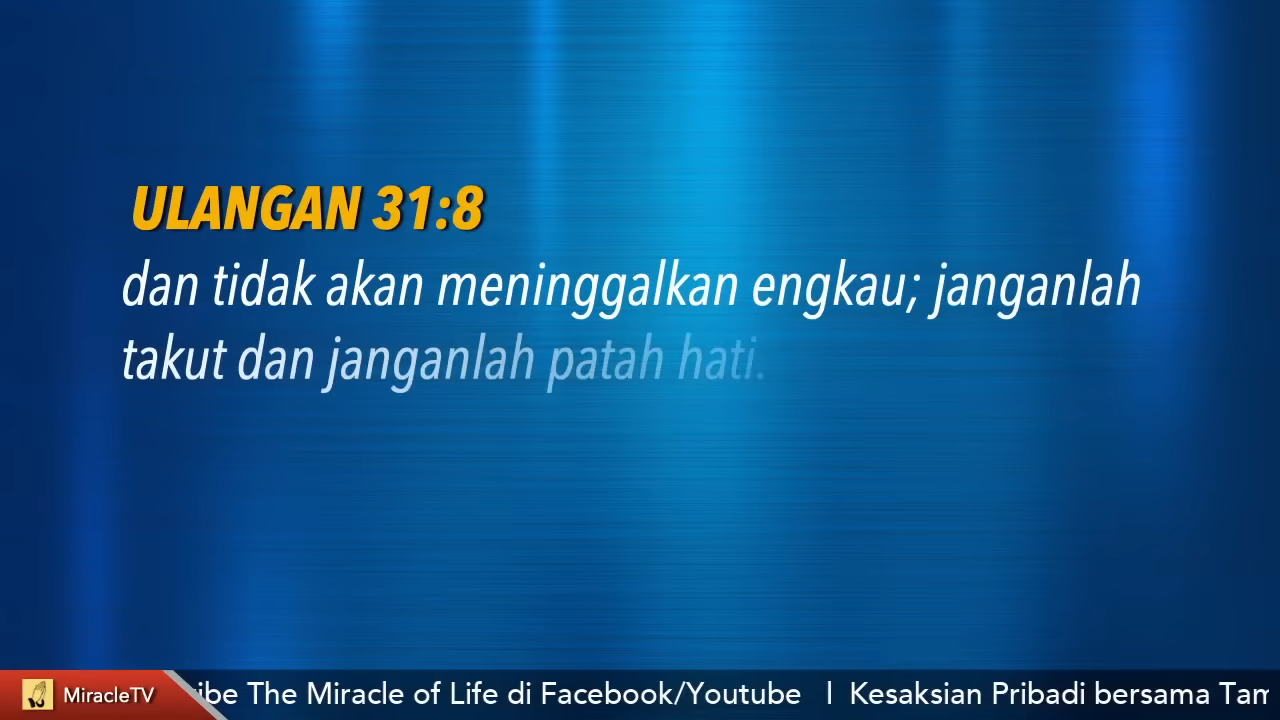 ULANGAN 31:8
dan tidak akan meninggalkan engkau; janganlah
takut dan janganlah patah hati.
MiracleTV
The Miracle of Life di Facebook/Youtube | Kesaksian Pribadi bersama